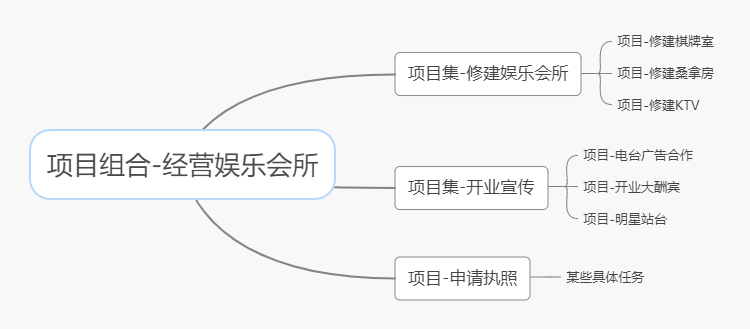 项目组合-经营娱乐会所
项目集-修建娱乐会所
项目-修建棋牌室
项目-修建桑拿房
项目-修建KTV
项目集-开业宣传
项目-电台广告合作
项目-开业大酬宾
项目-明星站台
项目-申请执照
某些具体任务